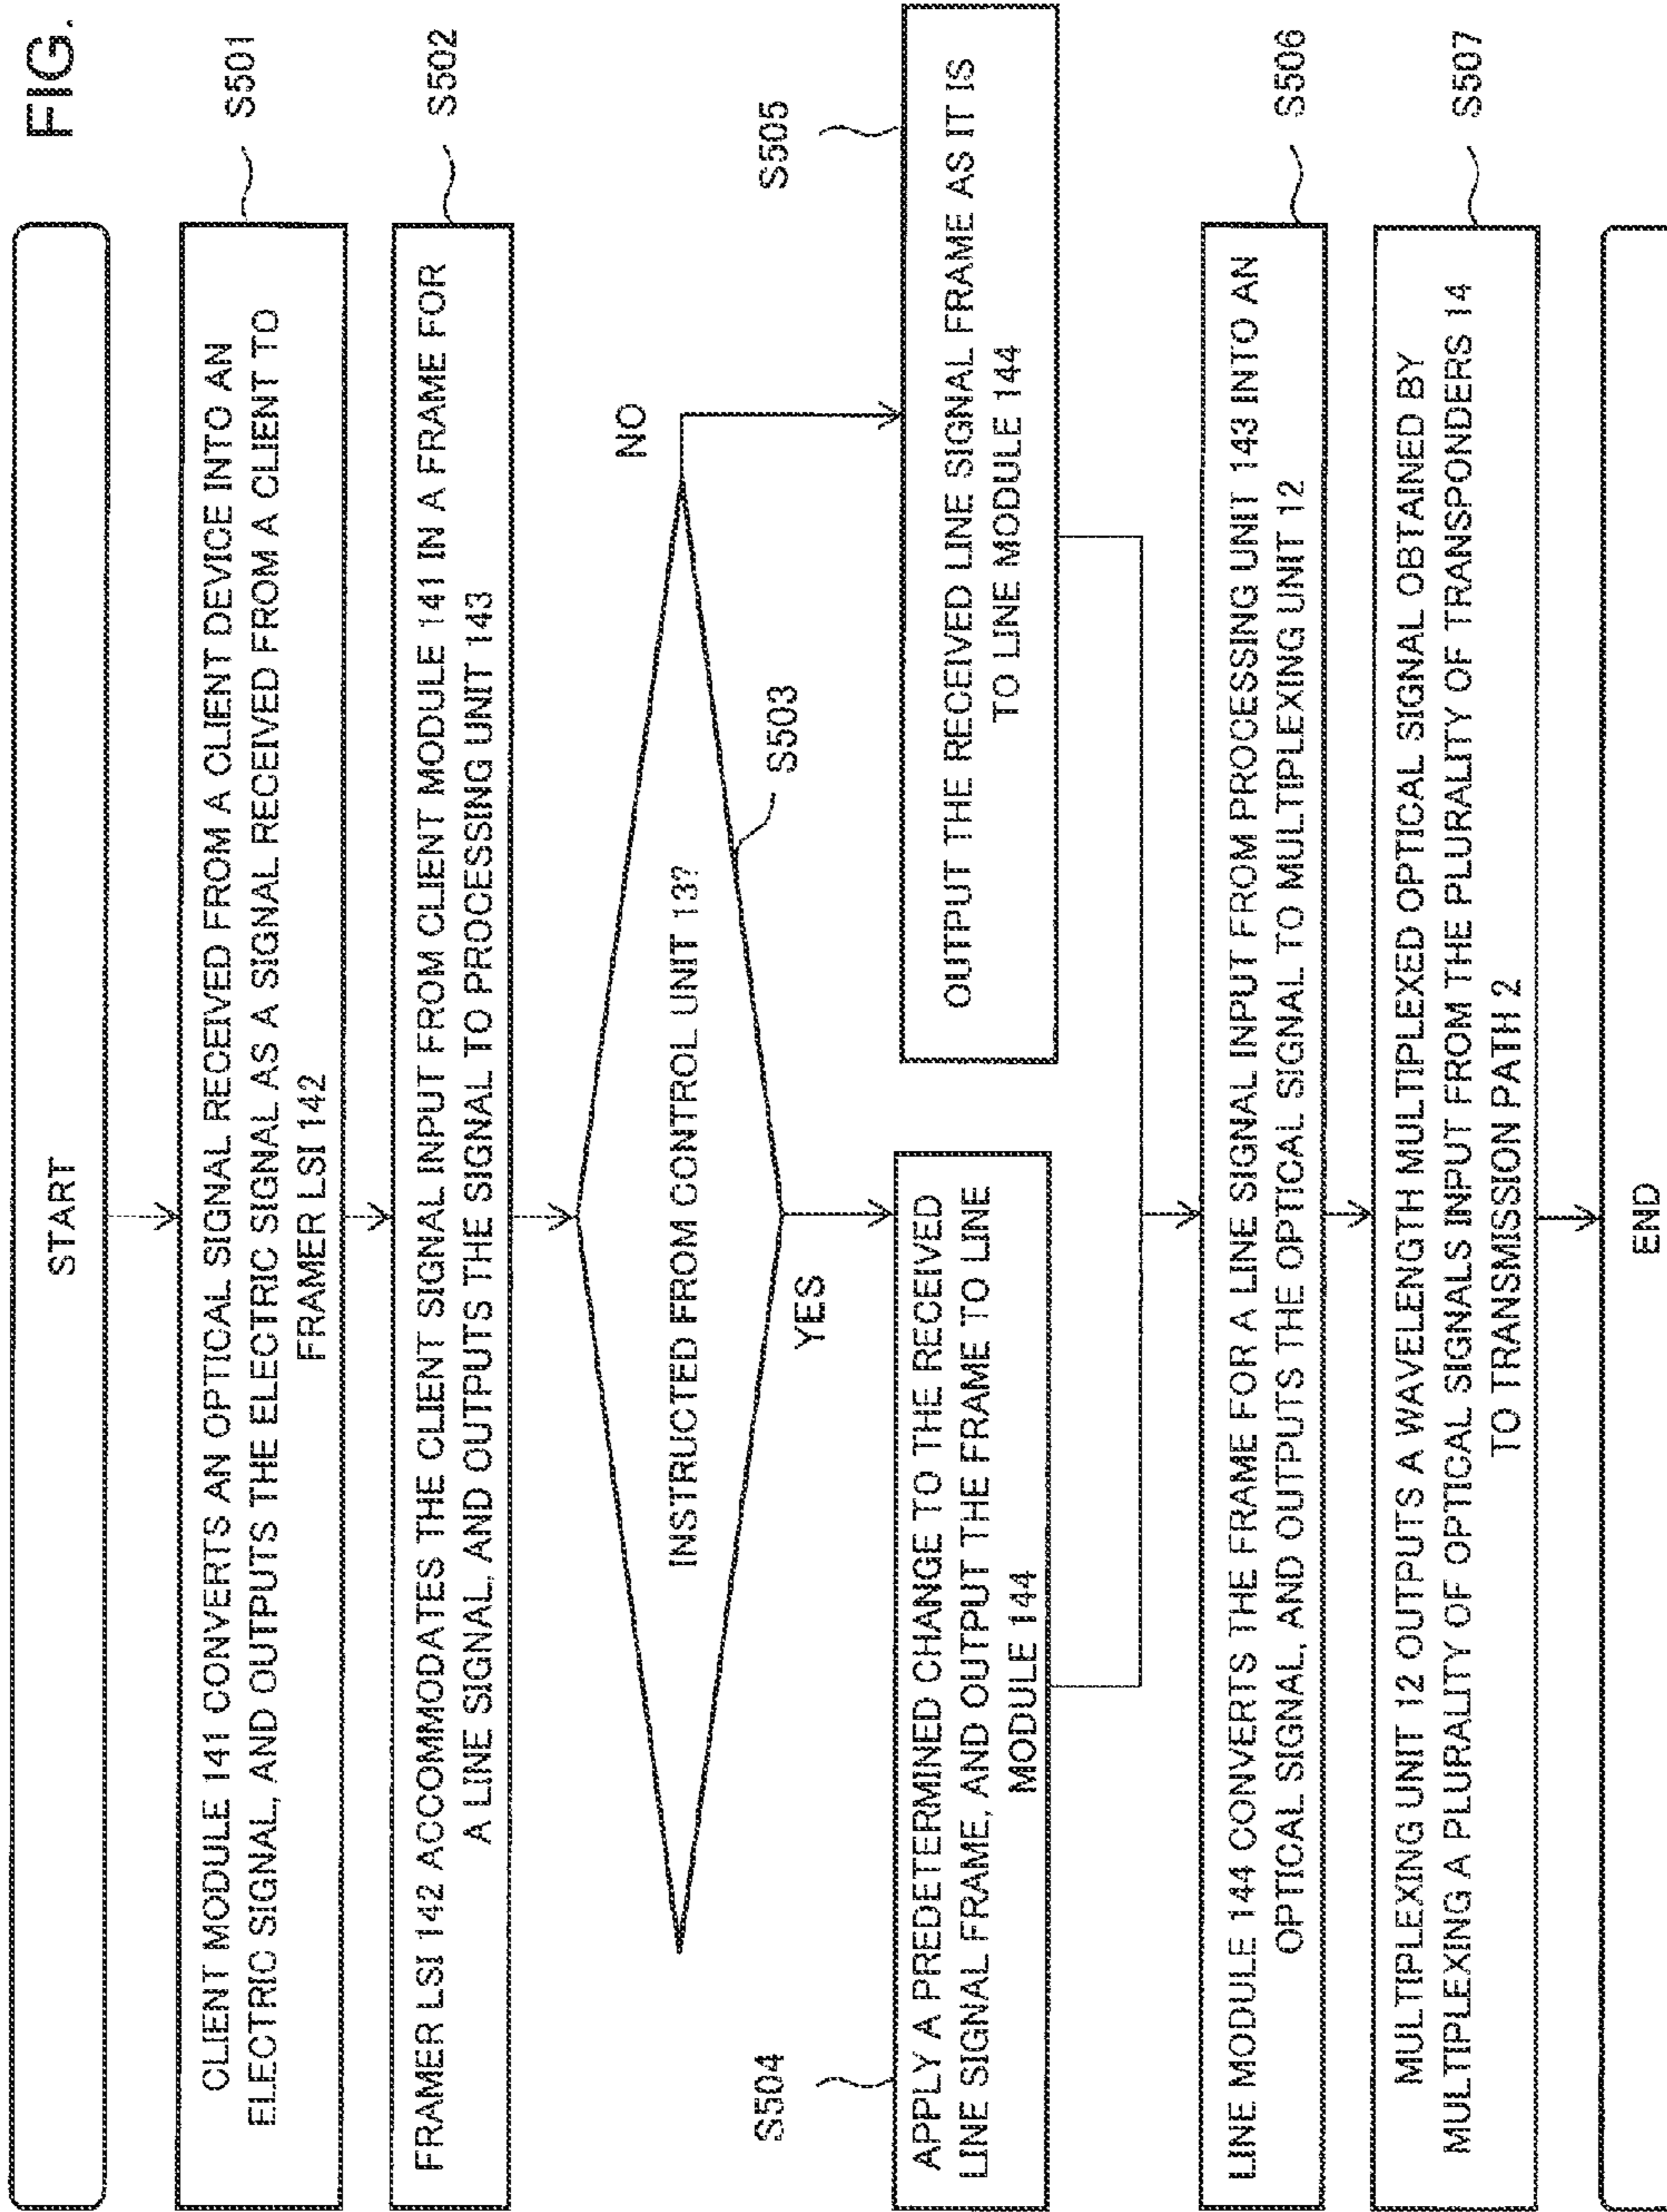 FIG.
START
CLIENT MODULE 141 CONVERTS AN OPTICAL SIGNAL RECEIVED FROM A CLIENT DEVICE INTO AN
ELECTRIC SIGNAL, AND OUTPUTS THE ELECTRIC SIGNAL AS A SIGNAL RECEIVED FROM A CLIENT TO
FRAMER LSI 142
S501
FRAMER LSI 142 ACCOMMODATES THE CLIENT SIGNAL INPUT FROM CLIENT MODULE 141 IN A FRAME FOR
A LINE SIGNAL, AND OUTPUTS THE SIGNAL TO PROCESSING UNIT 143
S502
INSTRUCTED FROM CONTROL UNIT 13?
NO
S503
YES
S504
APPLY A PREDETERMINED CHANGE TO THE RECEIVED
LINE SIGNAL FRAME, AND OUTPUT THE FRAME TO LINE
MODULE 144
S505
OUTPUT THE RECEIVED LINE SIGNAL FRAME AS IT IS
TO LINE MODULE 144
LINE MODULE 144 CONVERTS THE FRAME FOR A LINE SIGNAL INPUT FROM PROCESSING UNIT 143 INTO AN
OPTICAL SIGNAL, AND OUTPUTS THE OPTICAL SIGNAL TO MULTIPLEXING UNIT 12
S506
MULTIPLEXING UNIT 12 OUTPUTS A WAVELENGTH MULTIPLEXED OPTICAL SIGNAL OBTAINED BY
MULTIPLEXING A PLURALITY OF OPTICAL SIGNALS INPUT FROM THE PLURALITY OF TRANSPONDERS 14
TO TRANSMISSION PATH 2
S507
END